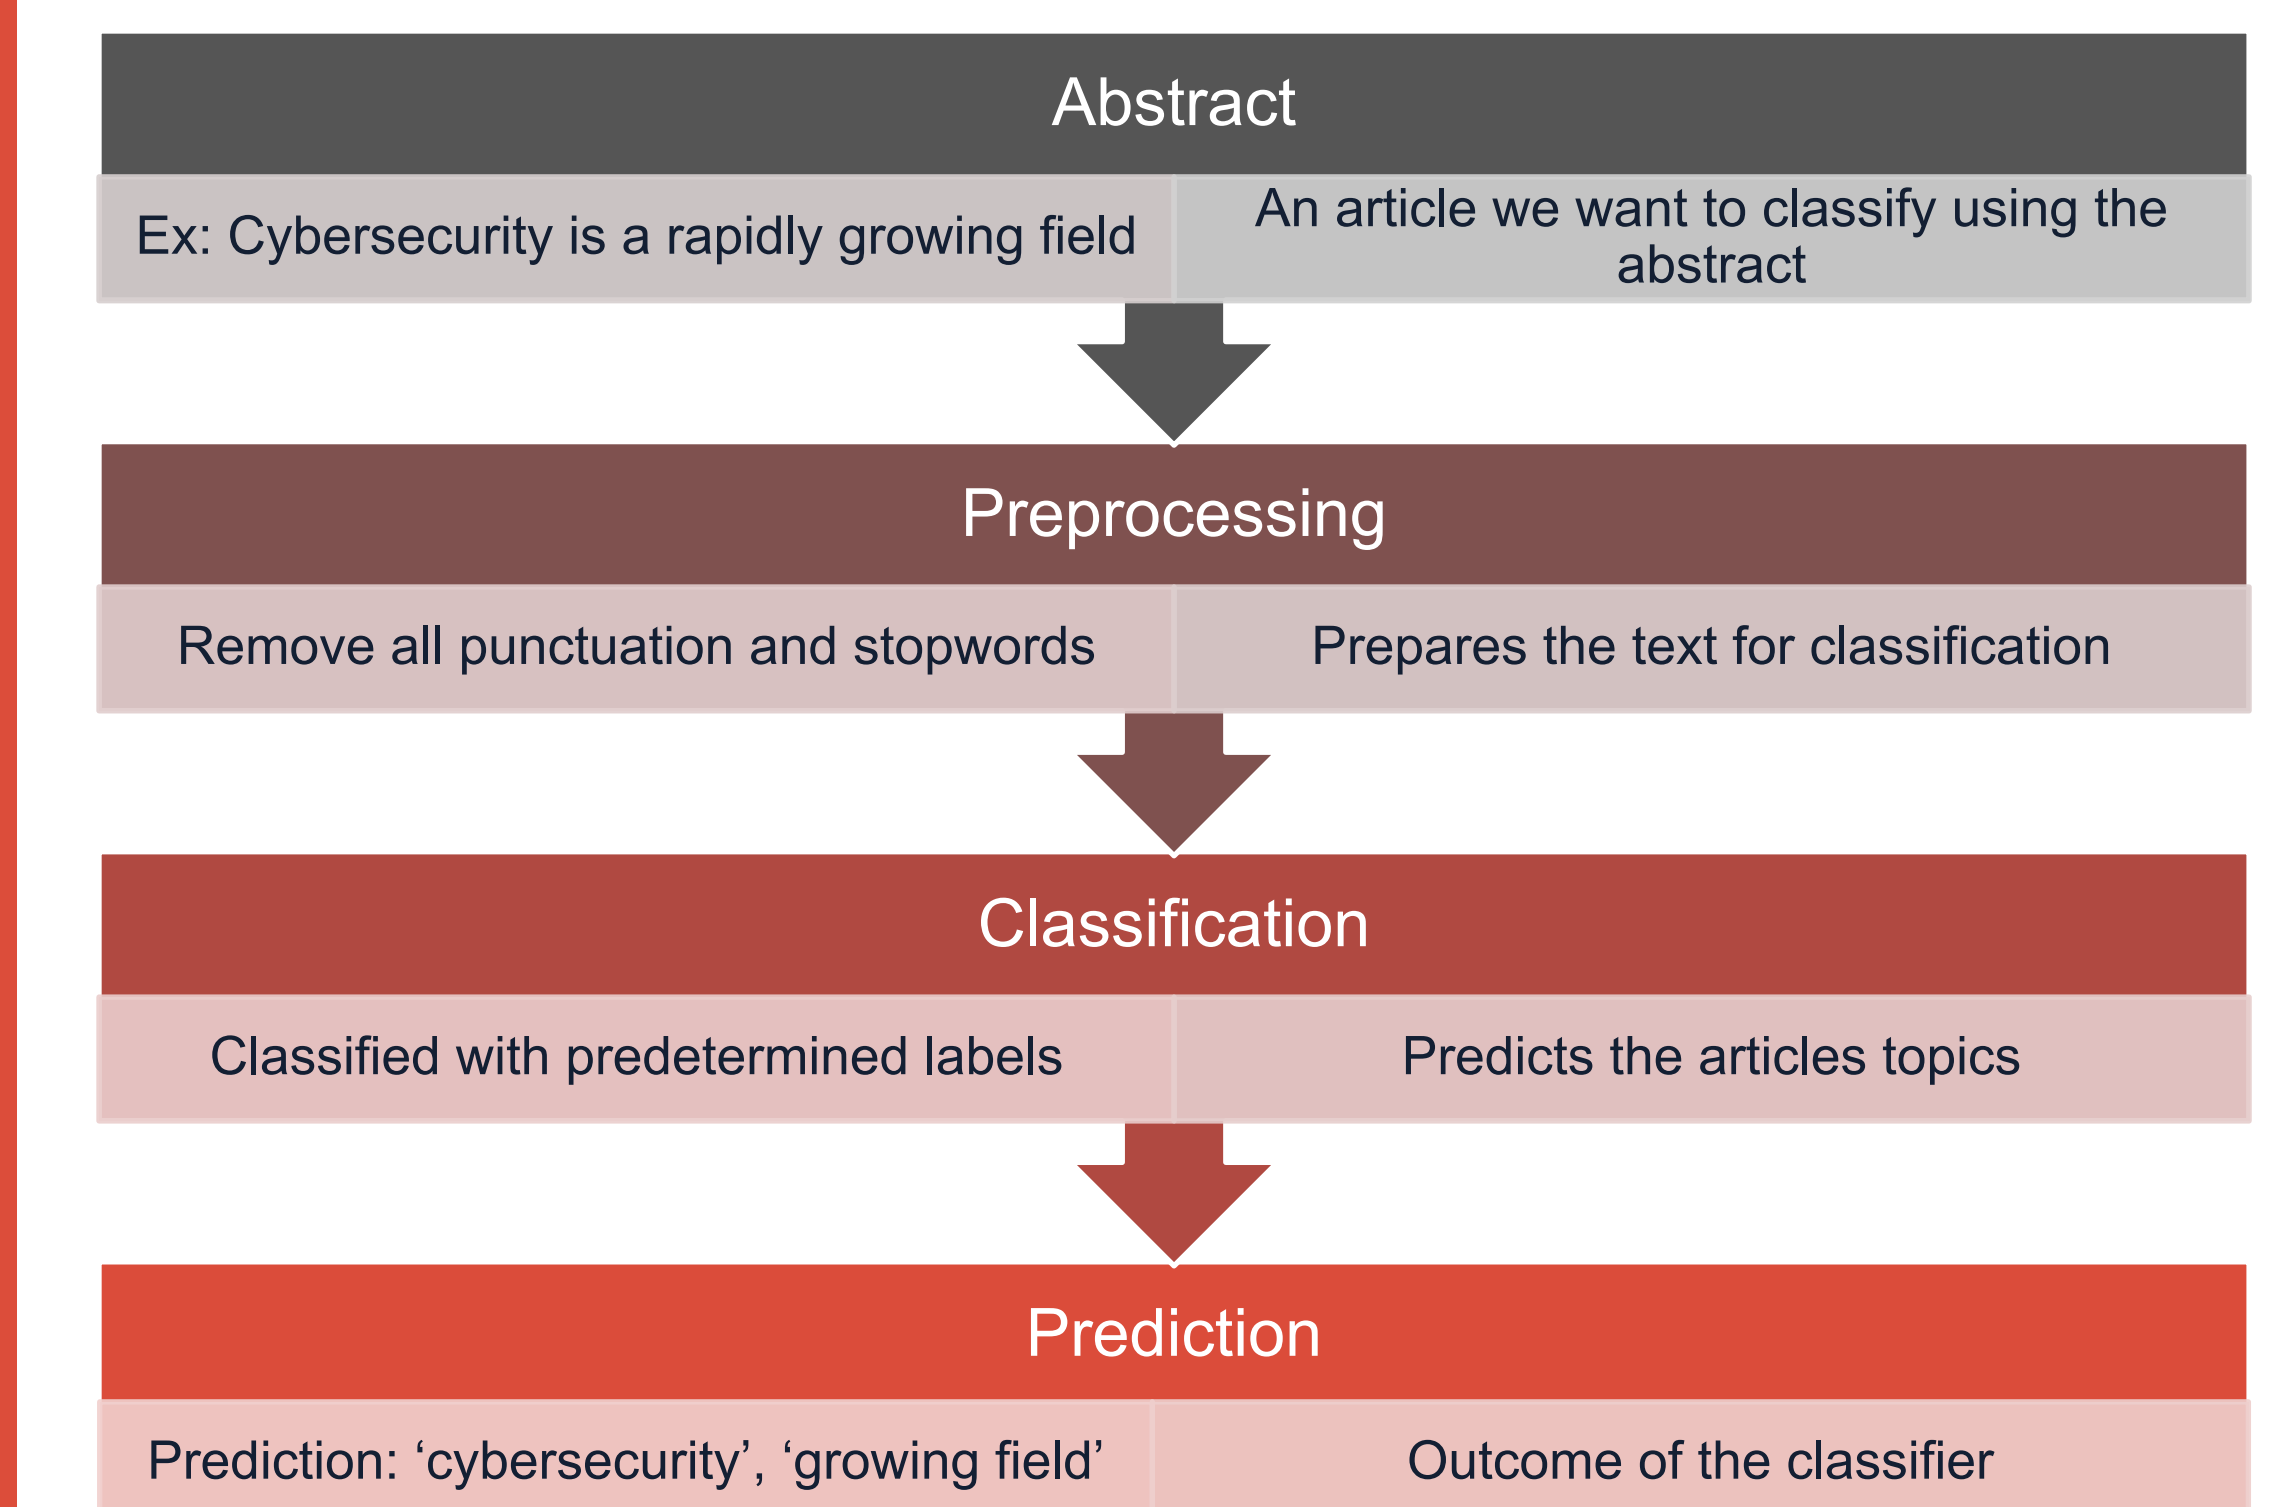 Abstract
Ex: Cybersecurity is a rapidly growing field
An article we want to classify using the
abstract
Preprocessing
Remove all punctuation and stopwords
Prepares the text for classification
Classification
Classified with predetermined labels
Predicts the articles topics
Prediction
Prediction: ‘cybersecurity’, ‘growing field’
Outcome of the classifier